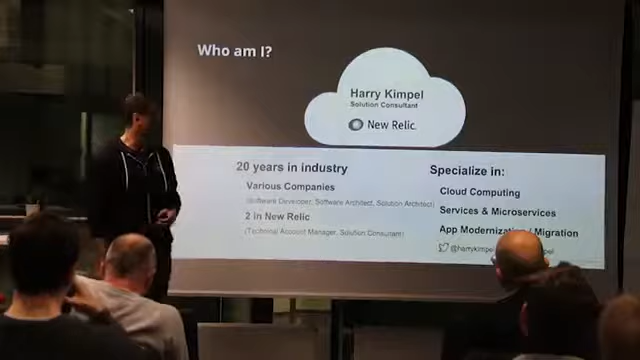 Who am I?
Harry Kimpel
Solution Consultant
New Relic.
20 years in industry
Various Companies
(Software Developer, Software Architect, Solution Architect)
2 in New Relic
(Technical Account Manager, Solution Consultant)
Specialize in:
Cloud Computing
Services & Microservices
App Modernization Migration
@harrykimpel